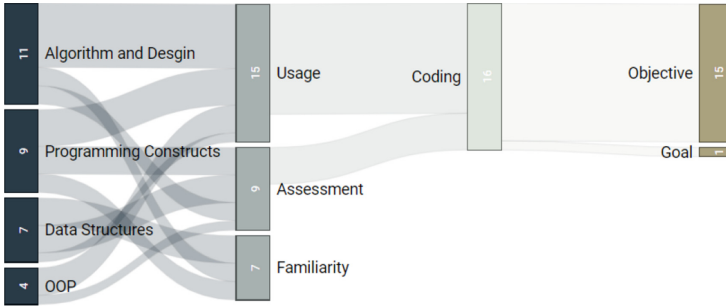 11
Algorithm and Desgin
9
Programming Constructs
7
Data Structures
4
OOP
15
Usage
9
Assessment
7
Familiarity
Coding
16
Objective
15
Goal
1